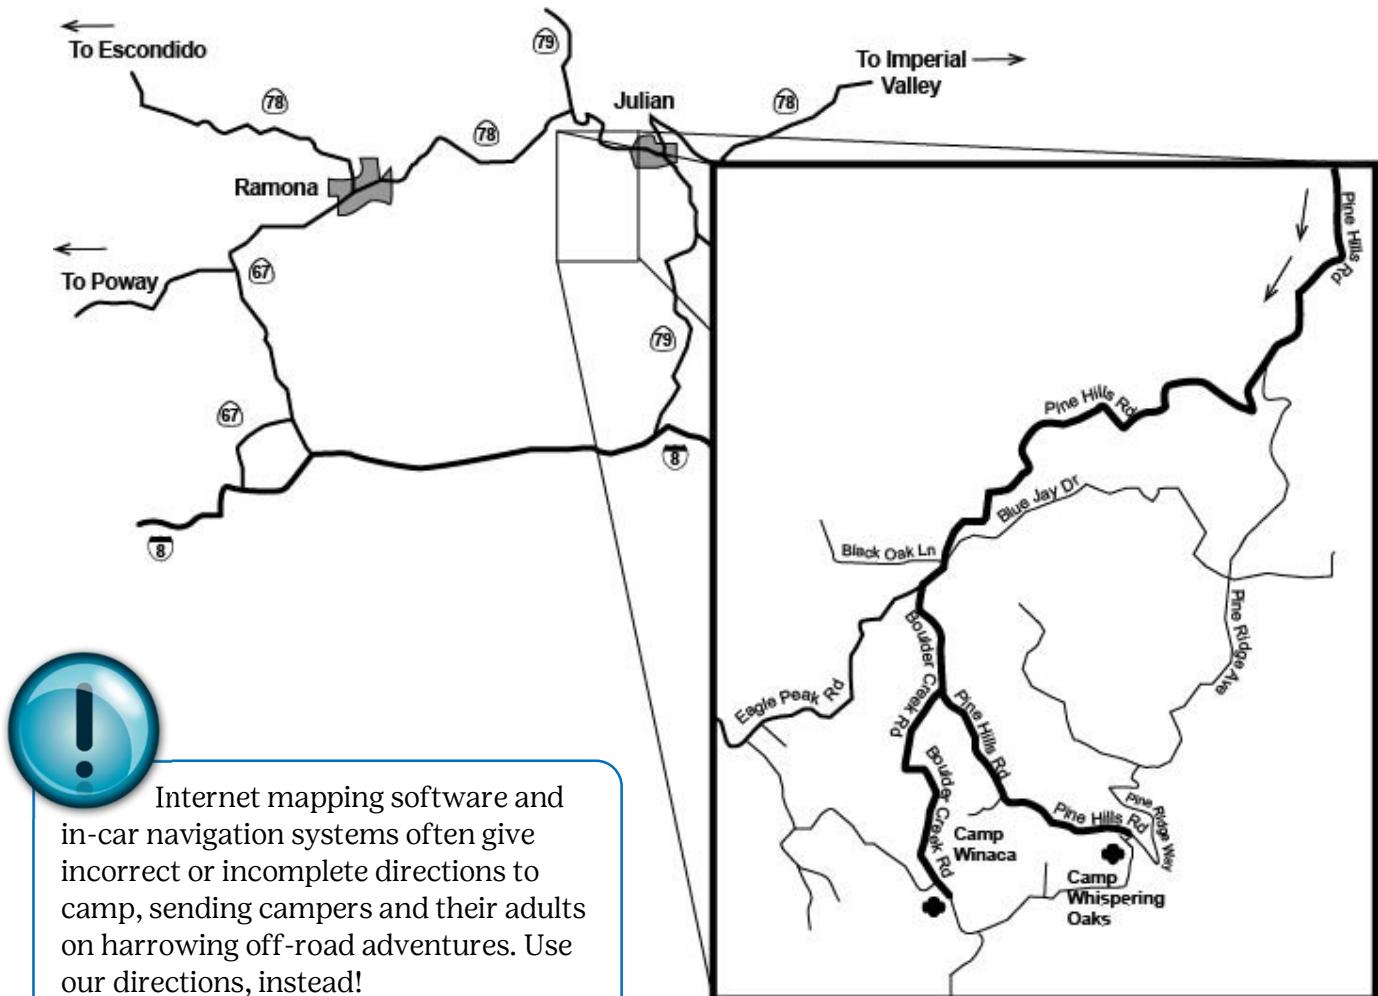 To Escondido
79
To Imperial
Valley
78
Julian
78
78
Ramona
67
To Poway
79
67
8
8
Pine Hills
Rd
Pine Hills Rd
Blue Jay Dr
Black Oak Ln
Pine Ridge Ave
Boulder Creek Rd
Eagle Peak Rd
Pine Hills Rd
Boulder Creek Rd
Pine Hills Rd
Pine Ridge Way
Camp
Winaca
Camp
Whispering
Oaks
!
Internet mapping software and
in-car navigation systems often give
incorrect or incomplete directions to
camp, sending campers and their adults
on harrowing off-road adventures. Use
our directions, instead!